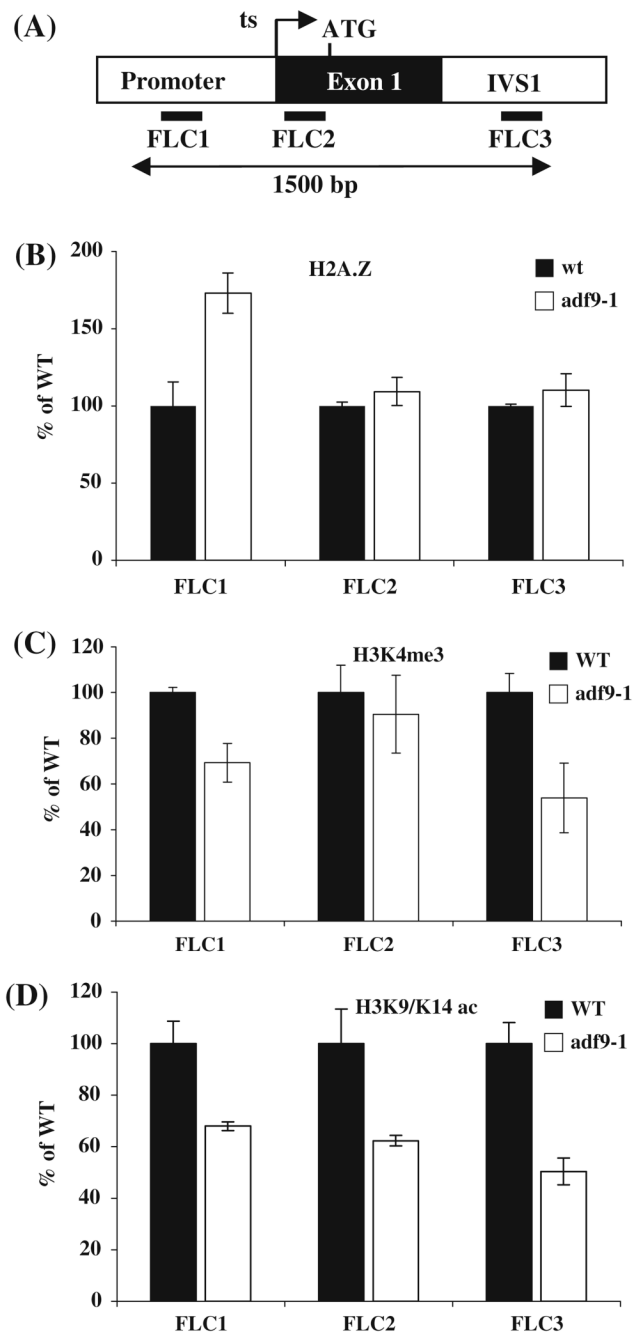 (A)
ts
ATG
Promoter
Exon 1
IVS1
FLC1
FLC2
FLC3
1500 bp
(B)
H2A.Z
wt
adf9-1
% of WT
200
150
100
50
0
FLC1
FLC2
FLC3
(C)
H3K4me3
WT
adf9-1
% of WT
120
100
80
60
40
20
0
FLC1
FLC2
FLC3
(D)
H3K9/K14 ac
WT
adf9-1
% of WT
120
100
80
60
40
20
0
FLC1
FLC2
FLC3